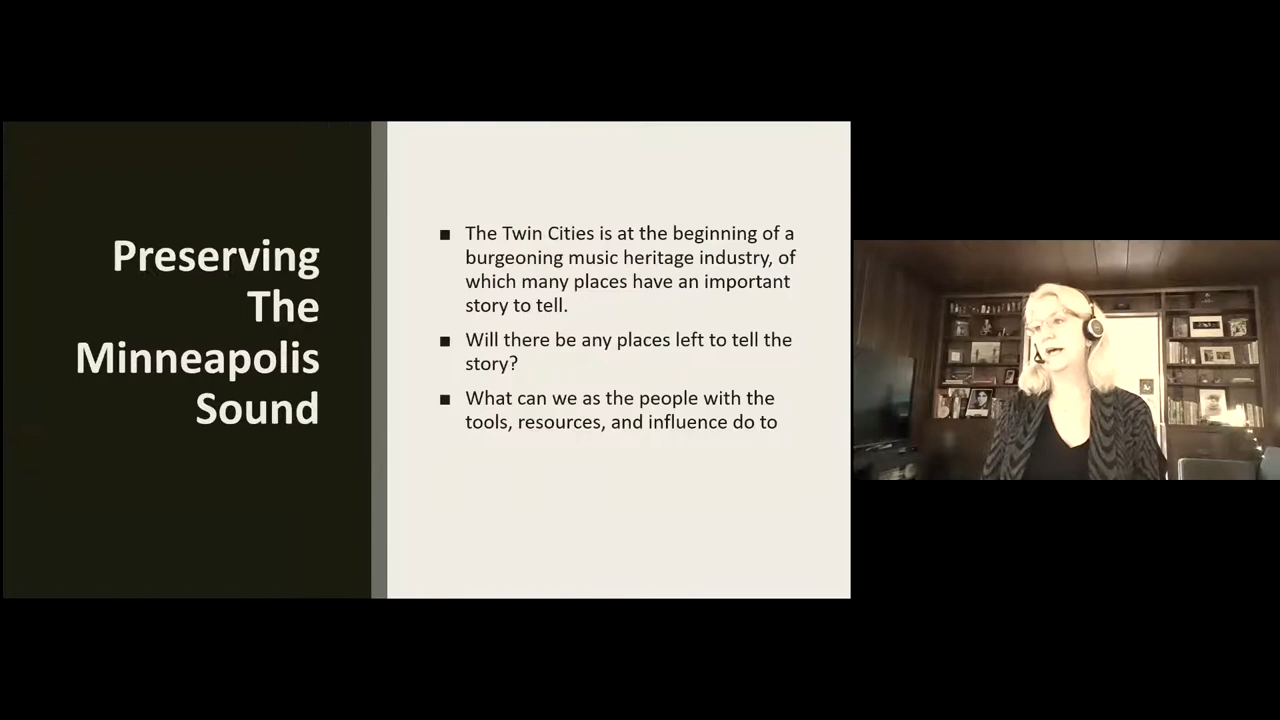 Preserving
The
Minneapolis
Sound
■ The Twin Cities is at the beginning of a
burgeoning music heritage industry, of
which many places have an important
story to tell.
■ Will there be any places left to tell the
story?
■ What can we as the people with the
tools, resources, and influence do to